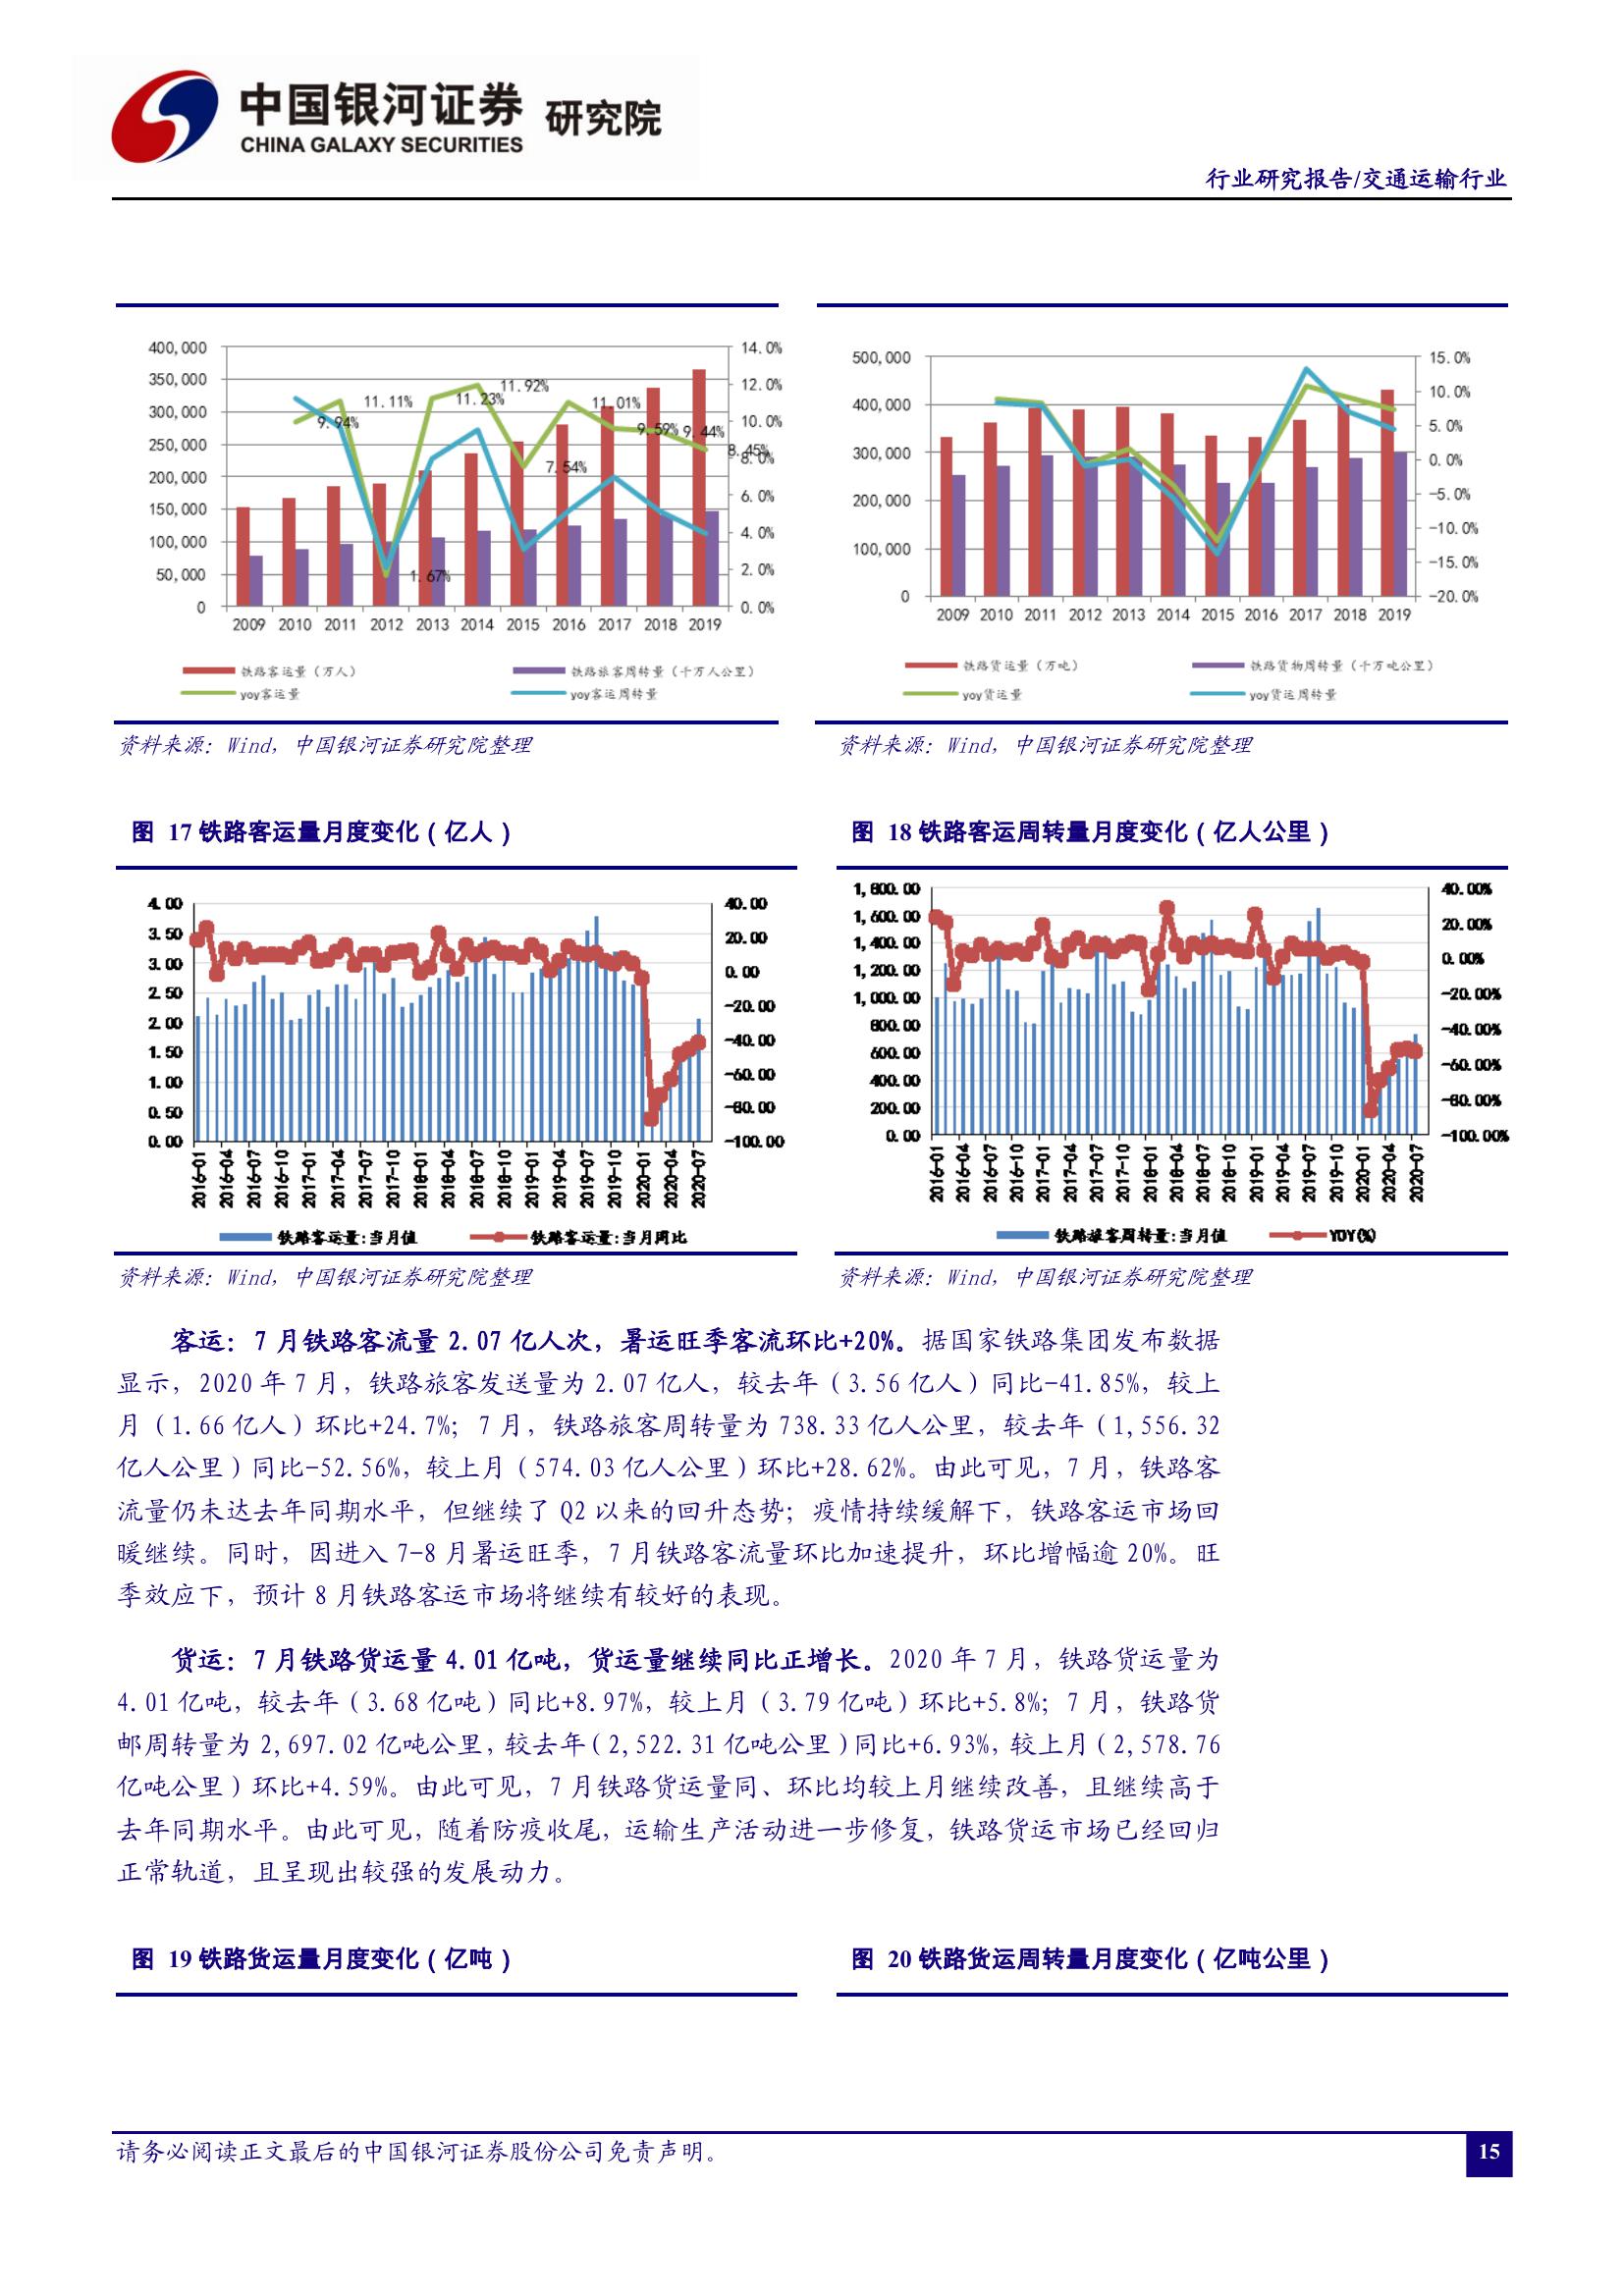 中国银河证券 研究院
CHINA GALAXY SECURITIES
行业研究报告/交通运输行业
400,000
350,000
300,000
250,000
200,000
150,000
100,000
50,000
0
14.0%
12.0%
10.0%
8.0%
6.0%
4.0%
2.0%
0.0%
9.94%
11.11%
1.67%
11.23%
11.92%
7.54%
11.01%
9.59%
9.44%
8.45%
2009 2010 2011 2012 2013 2014 2015 2016 2017 2018 2019
铁路客运量（万人） 铁路旅客周转量（千万人公里）
yoy客运量 yoy客运周转量
500,000
400,000
300,000
200,000
100,000
0
15.0%
10.0%
5.0%
0.0%
-5.0%
-10.0%
-15.0%
-20.0%
2009 2010 2011 2012 2013 2014 2015 2016 2017 2018 2019
铁路货运量（万吨） 铁路货物周转量（千万吨公里）
yoy货运量 yoy货运周转量
资料来源：Wind，中国银河证券研究院整理
资料来源：Wind，中国银河证券研究院整理
图 17 铁路客运量月度变化（亿人）
图 18 铁路客运周转量月度变化（亿人公里）
4.00
3.50
3.00
2.50
2.00
1.50
1.00
0.50
0.00
40.00
20.00
0.00
-20.00
-40.00
-60.00
-80.00
-100.00
2016-01 2016-04 2016-07 2016-10 2017-01 2017-04 2017-07 2017-10 2018-01 2018-04 2018-07 2018-10 2019-01 2019-04 2019-07 2019-10 2020-01 2020-04 2020-07
铁路客运量:当月值 铁路客运量:当月同比
1,800.00
1,600.00
1,400.00
1,200.00
1,000.00
800.00
600.00
400.00
200.00
0.00
40.00%
20.00%
0.00%
-20.00%
-40.00%
-60.00%
-80.00%
-100.00%
2016-01 2016-04 2016-07 2016-10 2017-01 2017-04 2017-07 2017-10 2018-01 2018-04 2018-07 2018-10 2019-01 2019-04 2019-07 2019-10 2020-01 2020-04 2020-07
铁路旅客周转量:当月值 YOY(%)
资料来源：Wind，中国银河证券研究院整理
资料来源：Wind，中国银河证券研究院整理
客运：7 月铁路客流量 2.07 亿人次，暑运旺季客流环比+20%。据国家铁路集团发布数据
显示，2020 年 7 月，铁路旅客发送量为 2.07 亿人，较去年（3.56 亿人）同比-41.85%，较上
月（1.66 亿人）环比+24.7%；7 月，铁路旅客周转量为 738.33 亿人公里，较去年（1,556.32
亿人公里）同比-52.56%，较上月（574.03 亿人公里）环比+28.62%。由此可见，7 月，铁路客
流量仍未达去年同期水平，但继续了 Q2 以来的回升态势；疫情持续缓解下，铁路客运市场回
暖继续。同时，因进入 7-8 月暑运旺季，7 月铁路客流量环比加速提升，环比增幅逾 20%。旺
季效应下，预计 8 月铁路客运市场将继续有较好的表现。
货运：7 月铁路货运量 4.01 亿吨，货运量继续同比正增长。2020 年 7 月，铁路货运量为
4.01 亿吨，较去年（3.68 亿吨）同比+8.97%，较上月（3.79 亿吨）环比+5.8%；7 月，铁路货
邮周转量为 2,697.02 亿吨公里，较去年（2,522.31 亿吨公里）同比+6.93%，较上月（2,578.76
亿吨公里）环比+4.59%。由此可见，7 月铁路货运量同、环比均较上月继续改善，且继续高于
去年同期水平。由此可见，随着防疫收尾，运输生产活动进一步修复，铁路货运市场已经回归
正常轨道，且呈现出较强的发展动力。
图 19 铁路货运量月度变化（亿吨）
图 20 铁路货运周转量月度变化（亿吨公里）
请务必阅读正文最后的中国银河证券股份公司免责声明。
15